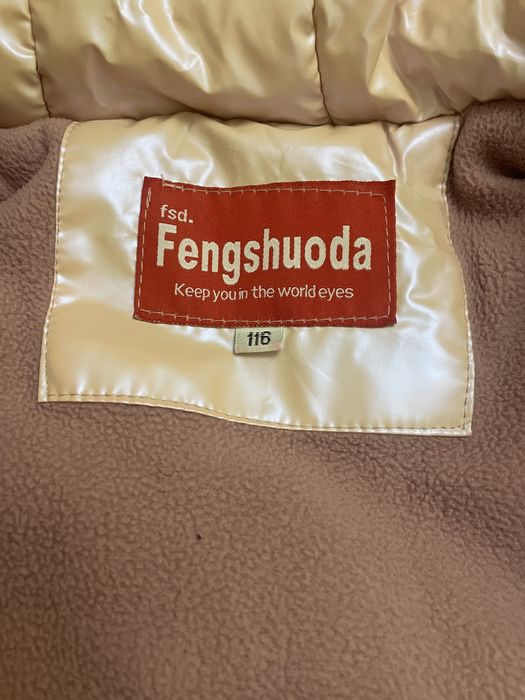 fsd.
Fengshuoda
Keep you in the world eyes
116